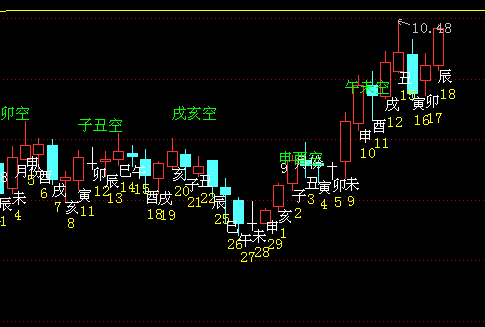 10.48
午未空
卯空
戌亥空
子丑空
申酉空
辰 1
未 4
月
申 5
酉 6
戌 7
亥 8
寅 11
卯 12
辰 13
巳 14
午 15
酉 18
戌 19
亥 20
子 21
丑 22
辰 25
巳 26
午 27
未 28
申 29
亥 1
子 2
丑 3
寅 4
卯 5
未 9
申 10
酉 11
戌 12
丑 15
寅 16
卯 17
辰 18